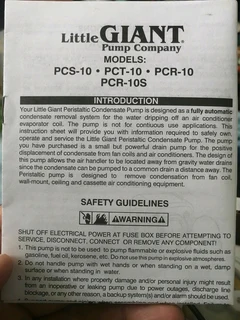 Little GIANT®
Pump Company
MODELS:
PCS-10 • PCT-10 • PCR-10
PCR-10S
INTRODUCTION
Your Little Giant Peristaltic Condensate Pump is designed as a fully automatic
condensate removal system for the water dripping off an air conditioner
evaporator coil. The pump is not for continuous use applications. This
instruction sheet will provide you with information required to safely own,
operate and service the Little Giant Peristaltic Condensate Pump. The pump
you have purchased is a small but powerful drain pump for the positive
displacement of condensate from fan coils and air conditioners. The design of
this pump allows the air handler to be located away from gravity water drains
since the condensate can be pumped to a common drain a distance away. The
Peristaltic pump is designed to remove condensation from fan coil,
wall-mount, ceiling and cassette air conditioning equipment.
SAFETY GUIDELINES
WARNING
SHUT OFF ELECTRICAL POWER AT FUSE BOX BEFORE ATTEMPTING TO
SERVICE, DISCONNECT, CONNECT OR REMOVE ANY COMPONENT!
1. This pump is not to be used to pump flammable or explosive fluids such as
gasoline, fuel oil, kerosene, etc. Do not use the pump in explosive atmospheres.
2. Do not handle pump with wet hands or when standing on a wet, damp
surface or when standing in water.
3. In any installation where property damage and/or personal injury might result
from an inoperative or leaking pump due to power outages, discharge line
blockage, or any other reason, a backup system(s) and/or alarm should be used.